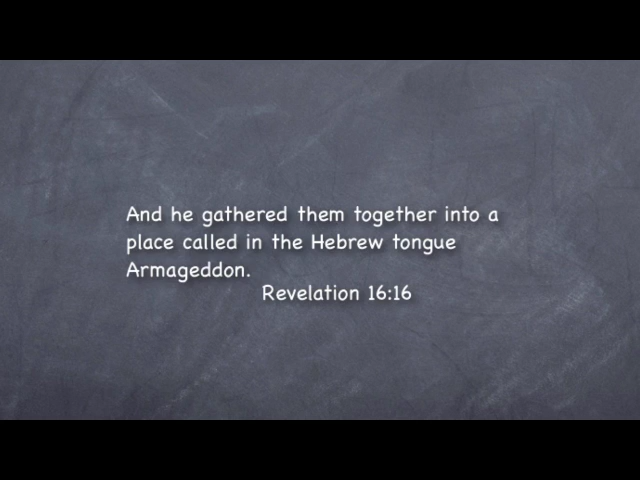 And he gathered them together into a
place called in the Hebrew tongue
Armageddon.
Revelation 16:16